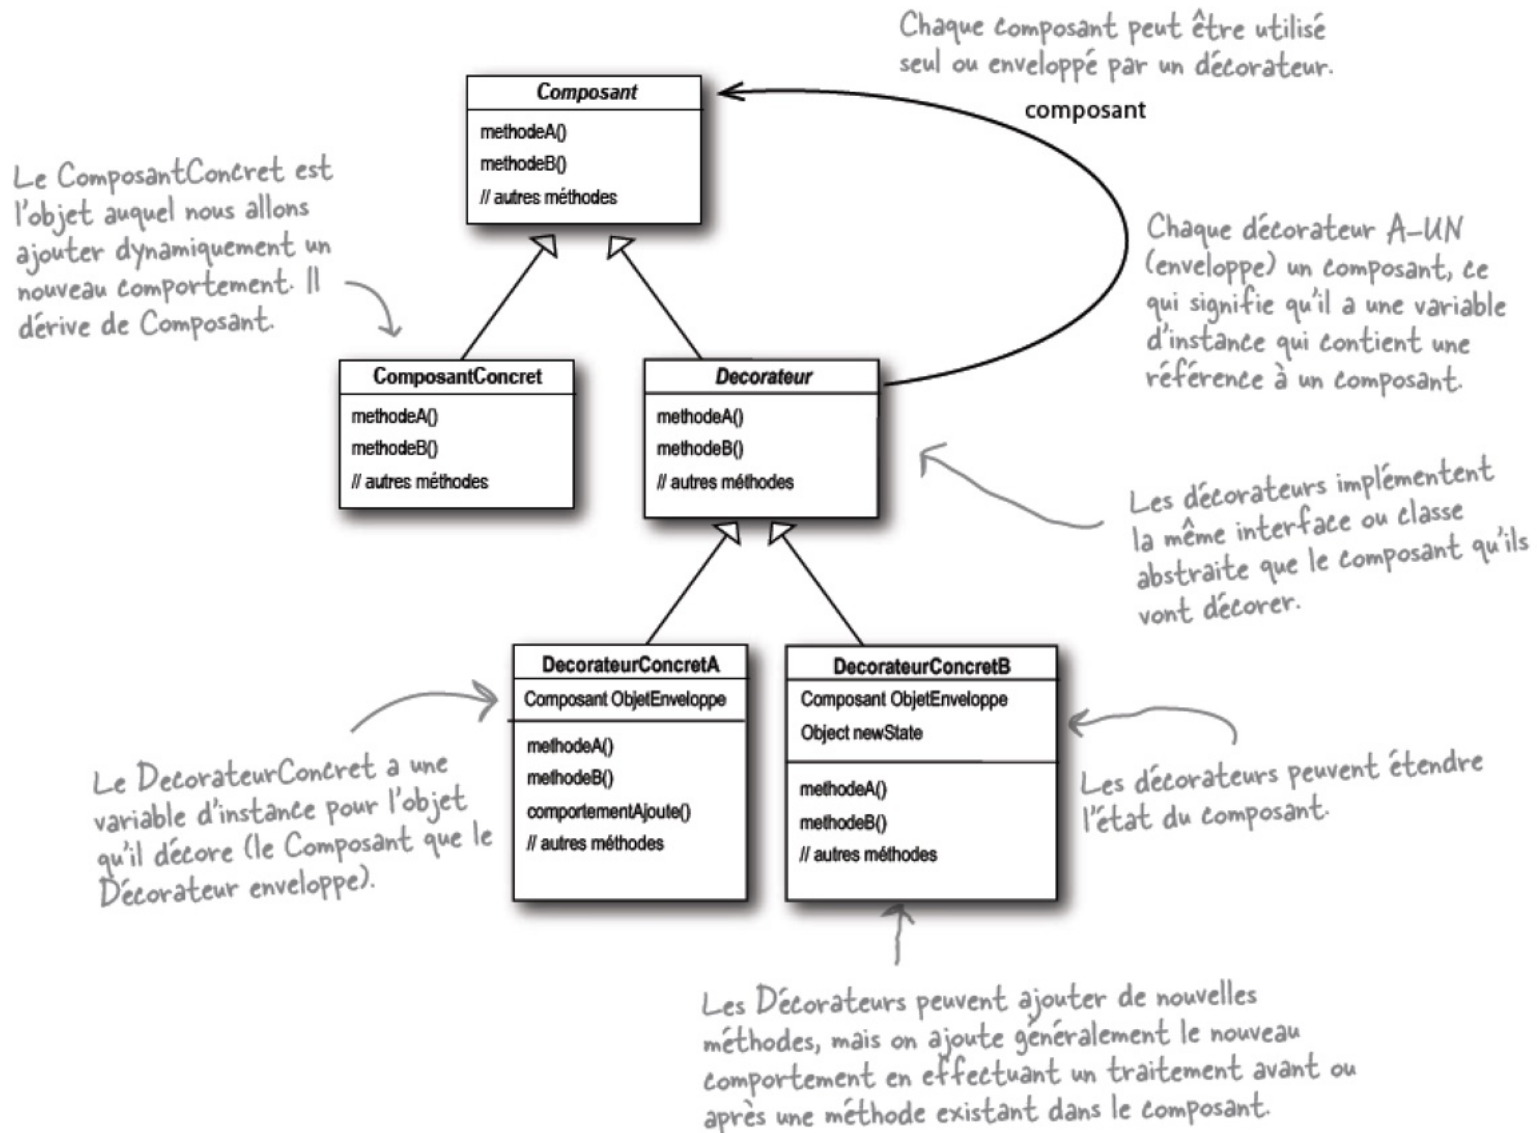 Chaque composant peut être utilisé
seul ou enveloppé par un décorateur.
composant
Composant
methodeA()
methodeB()
// autres méthodes
Le ComposantConcret est
l'objet auquel nous allons
ajouter dynamiquement un
nouveau comportement. Il
dérive de Composant.
Chaque décorateur A-UN
(enveloppe) un composant, ce
qui signifie qu'il a une variable
d'instance qui contient une
référence à un composant.
ComposantConcret
methodeA()
methodeB()
// autres méthodes
Decorateur
methodeA()
methodeB()
// autres méthodes
Les décorateurs implémentent
la même interface ou classe
abstraite que le composant qu'ils
vont décorer.
DecorateurConcretA
Composant ObjetEnveloppe
methodeA()
methodeB()
comportementAjoute()
// autres méthodes
DecorateurConcretB
Composant ObjetEnveloppe
Object newState
methodeA()
methodeB()
// autres méthodes
Le DecorateurConcret a une
variable d'instance pour l'objet
qu'il décore (le Composant que le
Décorateur enveloppe).
Les décorateurs peuvent étendre
l'état du composant.
Les Décorateurs peuvent ajouter de nouvelles
méthodes, mais on ajoute généralement le nouveau
comportement en effectuant un traitement avant ou
après une méthode existant dans le composant.